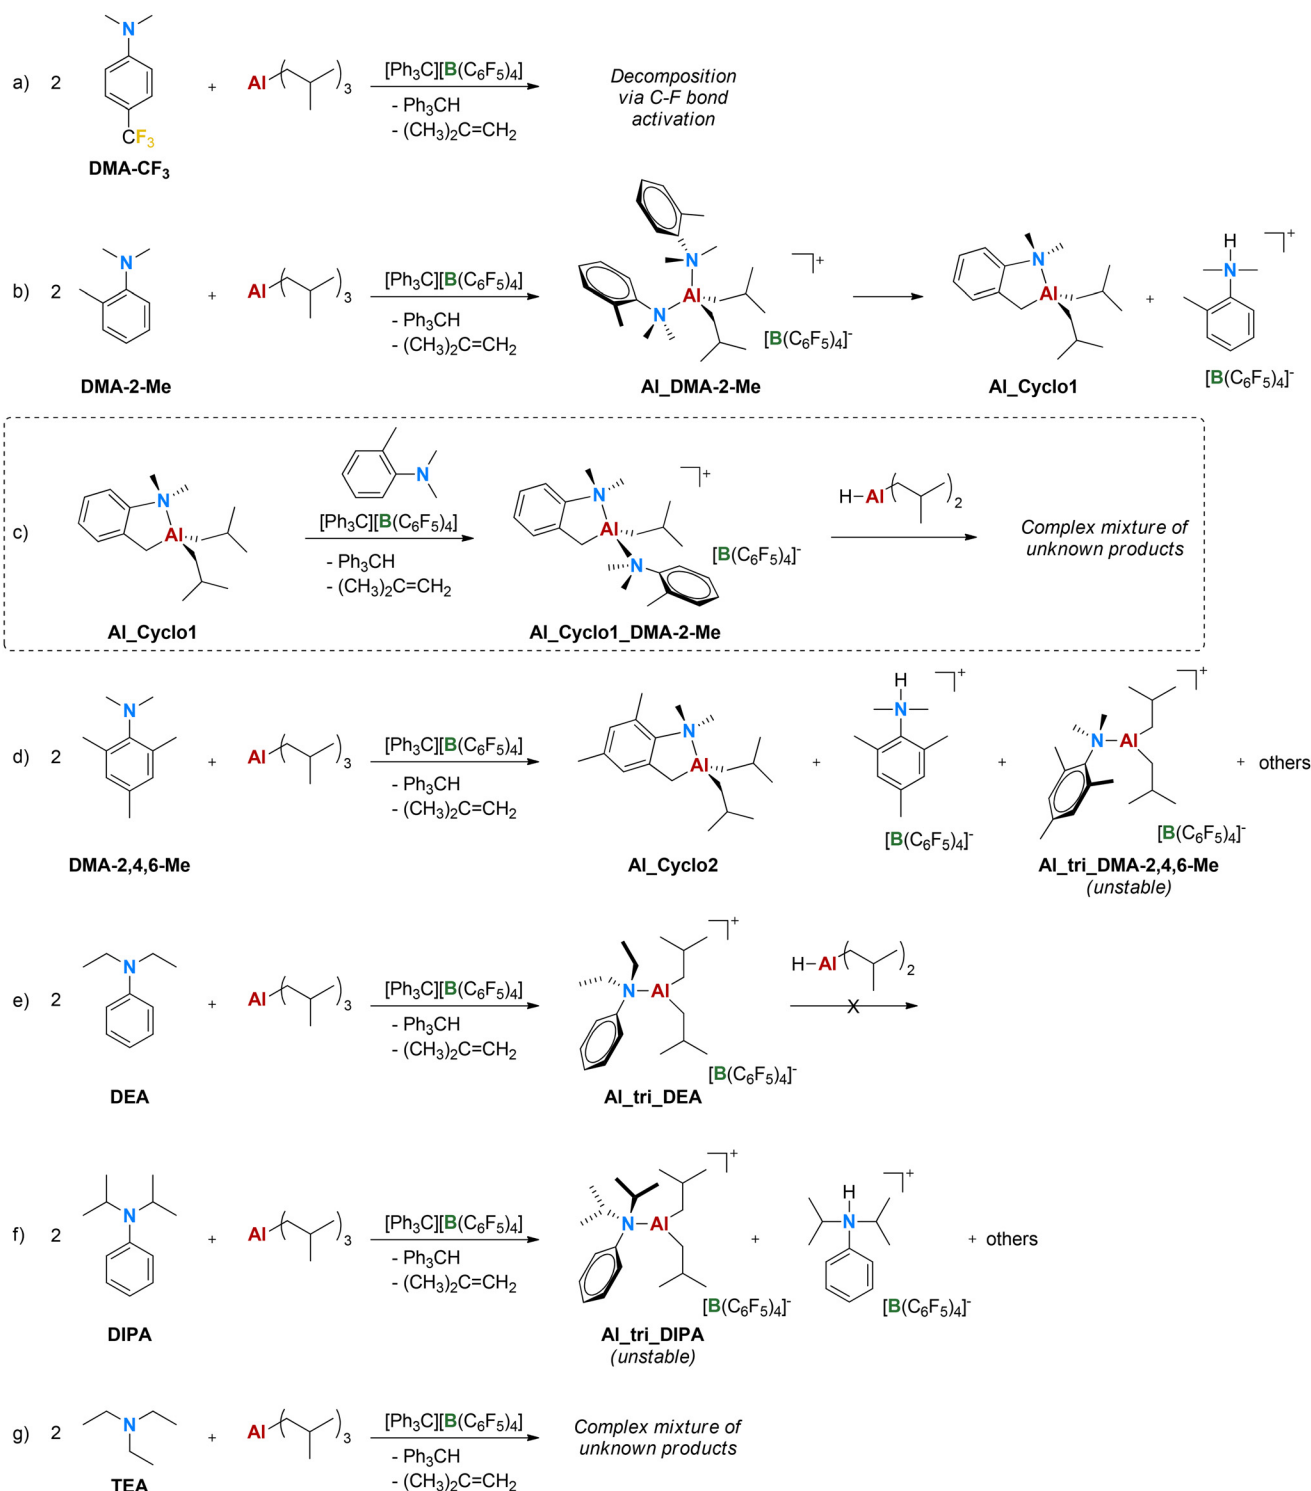 a) 2 N CF3 DMA-CF3 + Al ( )3 [Ph3C][B(C6F5)4] - Ph3CH - (CH3)2C=CH2 Decomposition
via C-F bond
activation
b) 2 N DMA-2-Me + Al ( )3 [Ph3C][B(C6F5)4]
- Ph3CH
- (CH3)2C=CH2
N Al N ]+ [B(C6F5)4]-
Al_DMA-2-Me
N Al
Al_Cyclo1
+
H N ]+
[B(C6F5)4]-
c) N Al
Al_Cyclo1
N
[Ph3C][B(C6F5)4]
- Ph3CH
- (CH3)2C=CH2
N Al N ]+ [B(C6F5)4]-
Al_Cyclo1_DMA-2-Me
H-Al ( )2
Complex mixture of
unknown products
d) 2 N
DMA-2,4,6-Me
+ Al ( )3
[Ph3C][B(C6F5)4]
- Ph3CH
- (CH3)2C=CH2
N Al
Al_Cyclo2
+
H N ]+
[B(C6F5)4]-
+
N Al ]+
[B(C6F5)4]-
Al_tri_DMA-2,4,6-Me
(unstable)
+ others
e) 2 N
DEA
+ Al ( )3
[Ph3C][B(C6F5)4]
- Ph3CH
- (CH3)2C=CH2
N Al ]+
[B(C6F5)4]-
Al_tri_DEA
H-Al ( )2
X
f) 2 N
DIPA
+ Al ( )3
[Ph3C][B(C6F5)4]
- Ph3CH
- (CH3)2C=CH2
N Al ]+
[B(C6F5)4]-
Al_tri_DIPA
(unstable)
+
H N ]+
[B(C6F5)4]-
+ others
g) 2 N
TEA
+ Al ( )3
[Ph3C][B(C6F5)4]
- Ph3CH
- (CH3)2C=CH2
Complex mixture of
unknown products